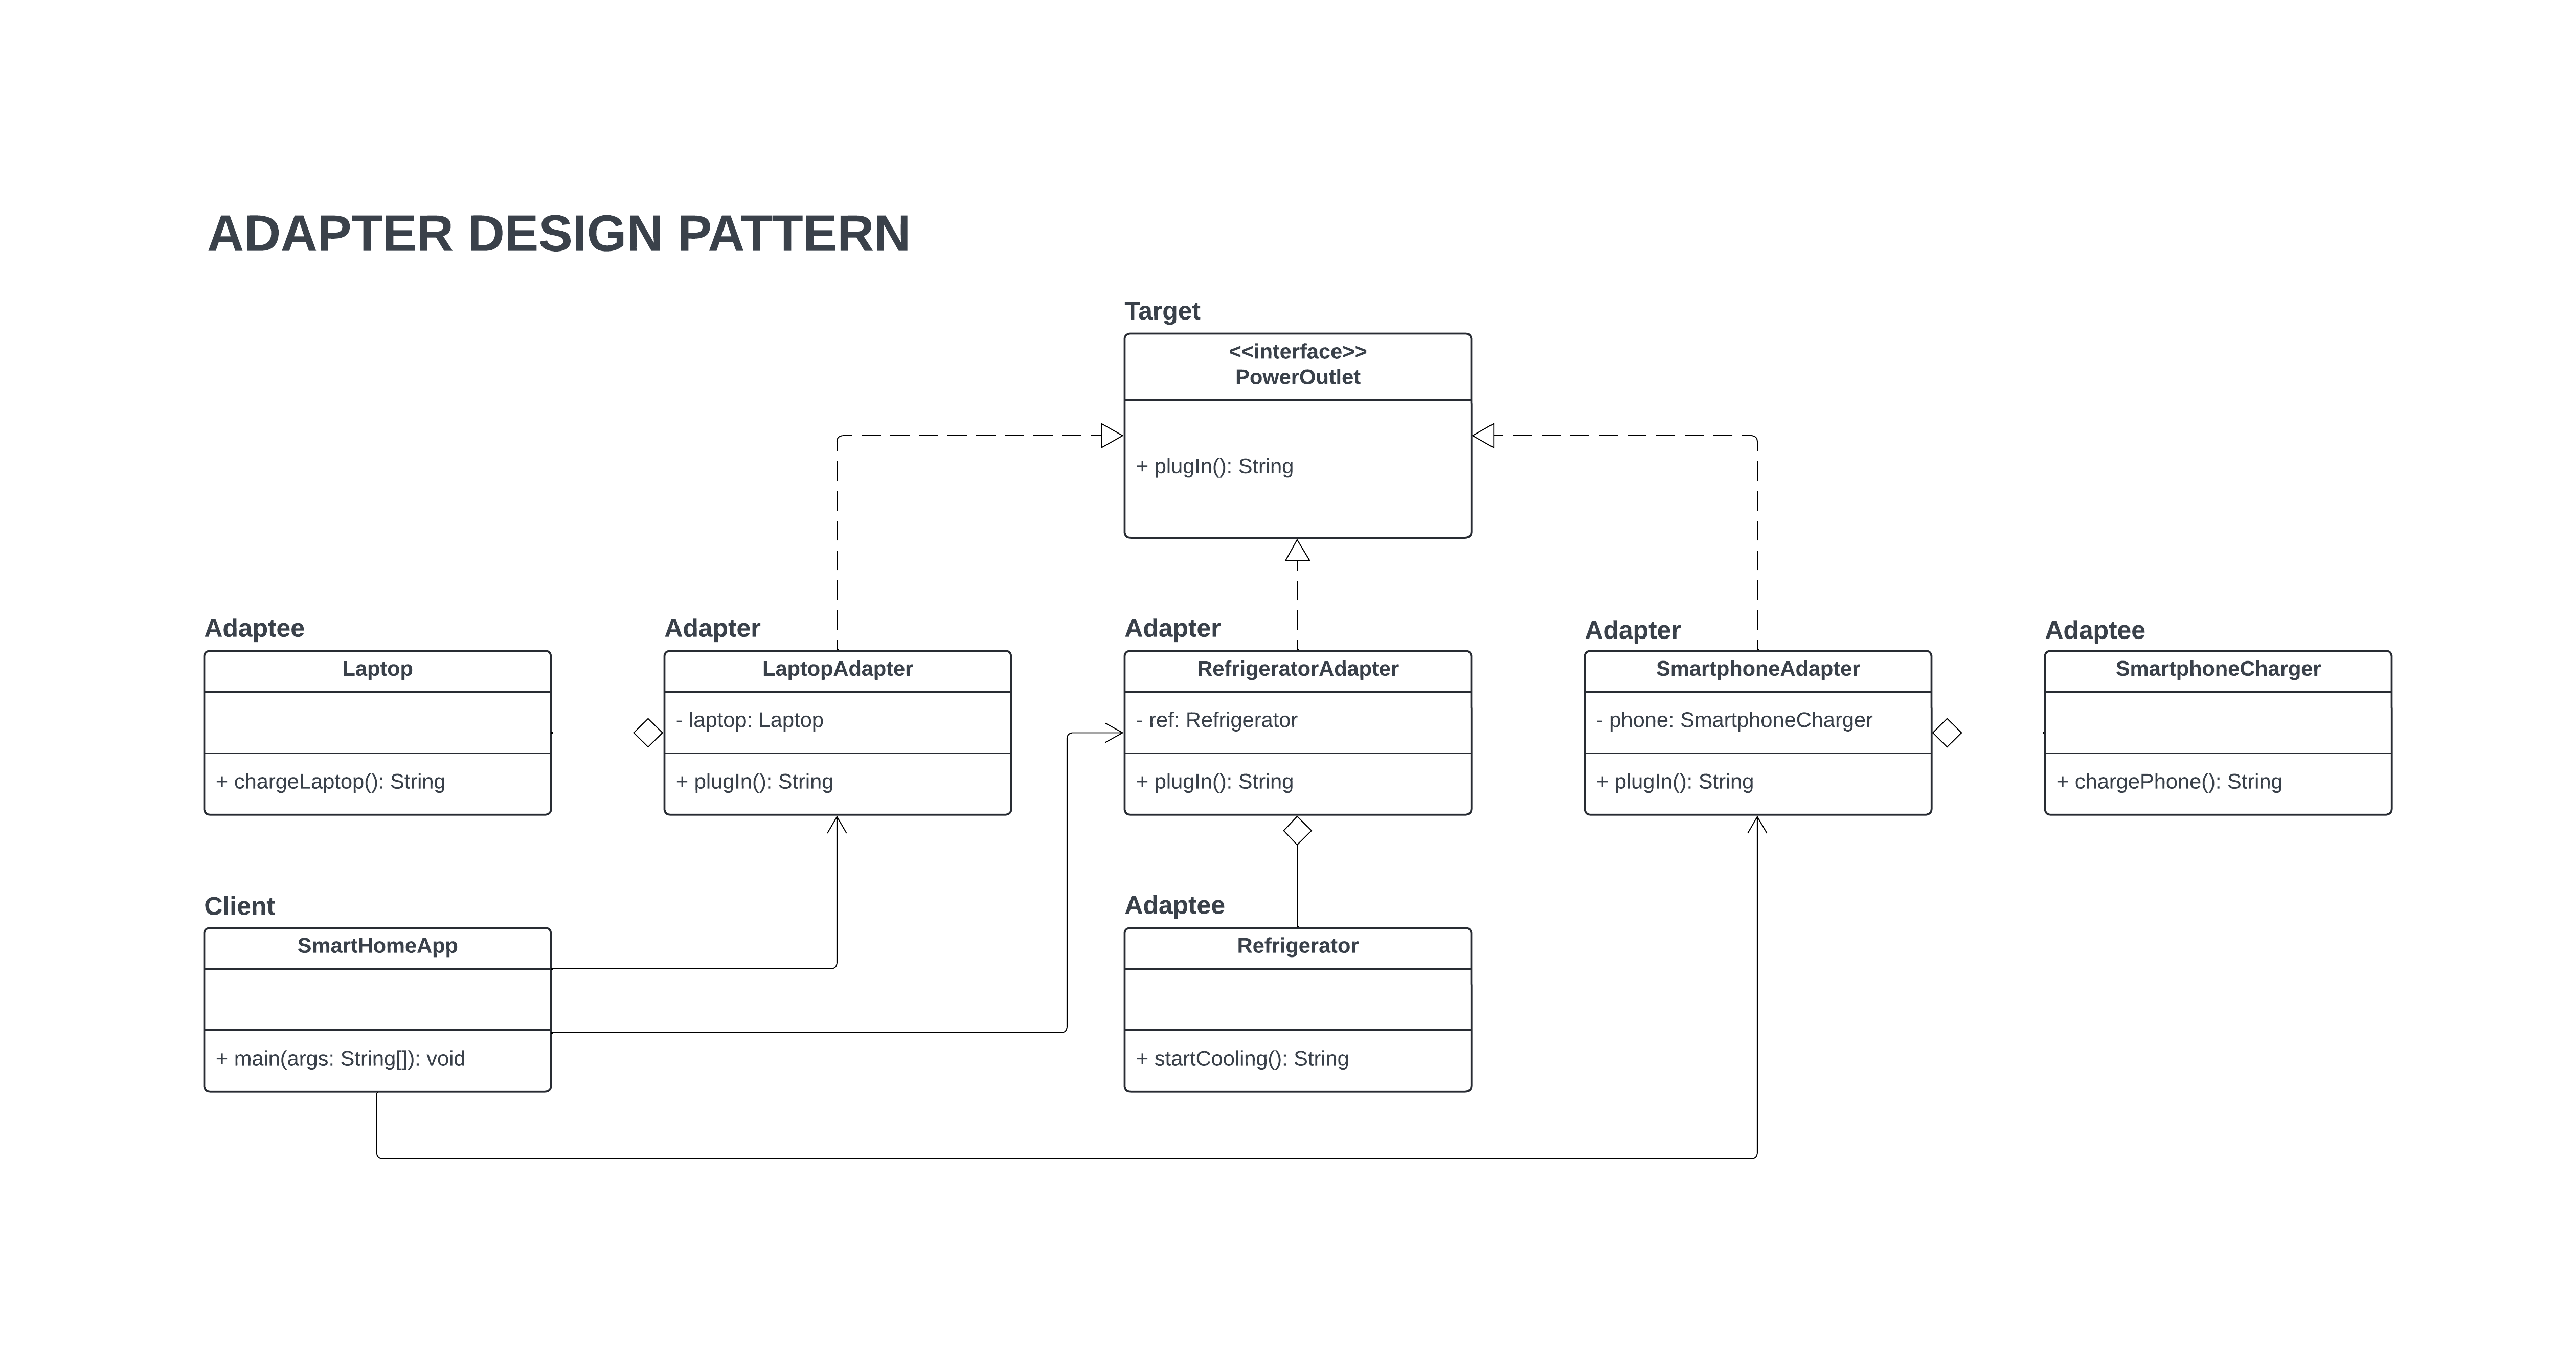 ADAPTER DESIGN PATTERN
Target
<<interface>>
PowerOutlet
+ plugIn(): String
Adaptee
Laptop
+ chargeLaptop(): String
Adapter
LaptopAdapter
- laptop: Laptop
+ plugIn(): String
Adapter
RefrigeratorAdapter
- ref: Refrigerator
+ plugIn(): String
Adapter
SmartphoneAdapter
- phone: SmartphoneCharger
+ plugIn(): String
Adaptee
SmartphoneCharger
+ chargePhone(): String
Client
SmartHomeApp
+ main(args: String[]): void
Adaptee
Refrigerator
+ startCooling(): String